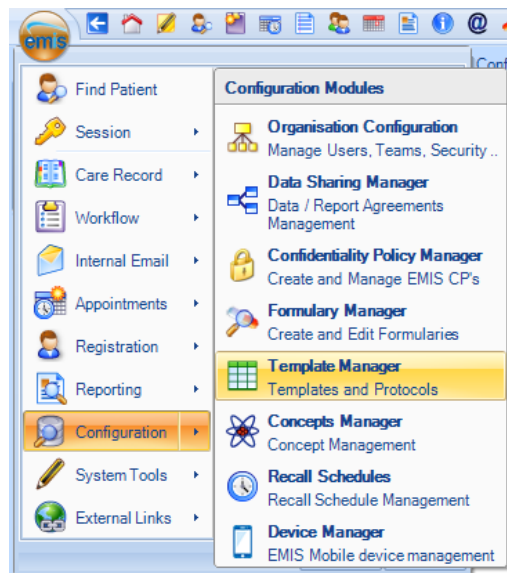 emis
@
Conf
Find Patient
Session
Care Record
Workflow
Internal Email
Appointments
Registration
Reporting
Configuration
System Tools
External Links
Configuration Modules
Organisation Configuration
Manage Users, Teams, Security ..
Data Sharing Manager
Data / Report Agreements
Management
Confidentiality Policy Manager
Create and Manage EMIS CP's
Formulary Manager
Create and Edit Formularies
Template Manager
Templates and Protocols
Concepts Manager
Concept Management
Recall Schedules
Recall Schedule Management
Device Manager
EMIS Mobile device management